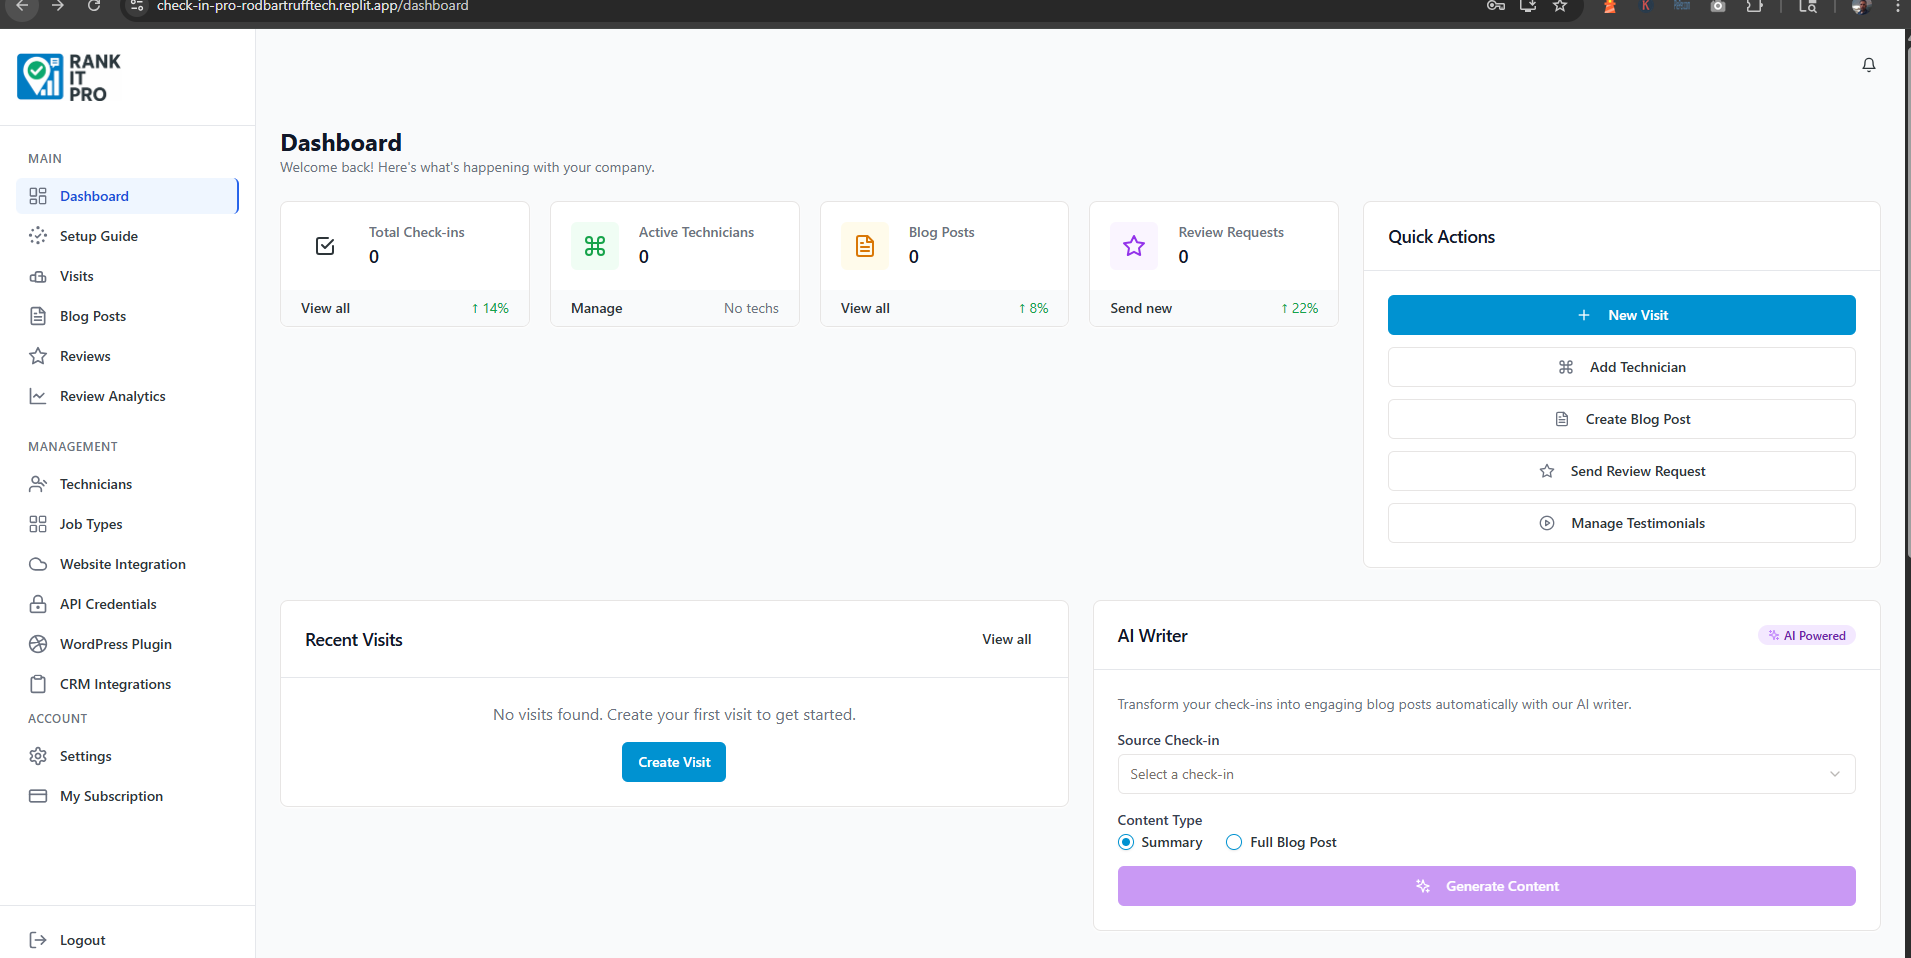 check-in-pro-rodbartrufftech.replit.app/dashboard
RANK
IT
PRO
MAIN
Dashboard
Setup Guide
Visits
Blog Posts
Reviews
Review Analytics
MANAGEMENT
Technicians
Job Types
Website Integration
API Credentials
WordPress Plugin
CRM Integrations
ACCOUNT
Settings
My Subscription
Logout
Dashboard
Welcome back! Here's what's happening with your company.
Total Check-ins
0
View all ↑ 14%
Active Technicians
0
Manage No techs
Blog Posts
0
View all ↑ 8%
Review Requests
0
Send new ↑ 22%
Quick Actions
+ New Visit
Add Technician
Create Blog Post
Send Review Request
Manage Testimonials
Recent Visits View all
No visits found. Create your first visit to get started.
Create Visit
AI Writer AI Powered
Transform your check-ins into engaging blog posts automatically with our AI writer.
Source Check-in
Select a check-in
Content Type
Summary Full Blog Post
Generate Content